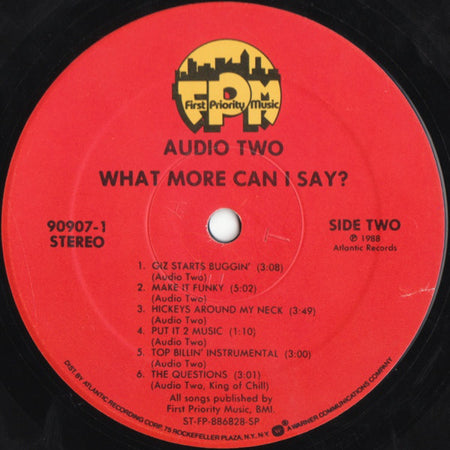 FPM
First Priority Music
AUDIO TWO
WHAT MORE CAN I SAY?
90907-1
STEREO
SIDE TWO
℗ 1988
Atlantic Records
1. GIZ STARTS BUGGIN' (3:08)
(Audio Two)
2. MAKE IT FUNKY (5:02)
(Audio Two)
3. HICKEYS AROUND MY NECK (3:49)
(Audio Two)
4. PUT IT 2 MUSIC (1:10)
(Audio Two)
5. TOP BILLIN' INSTRUMENTAL (3:00)
(Audio Two)
6. THE QUESTIONS (3:01)
(Audio Two, King of Chill)
All songs published by
First Priority Music, BMI.
ST-FP-886828-SP
DIST. BY ATLANTIC RECORDING CORP. 75 ROCKEFELLER PLAZA, N.Y. N.Y. A WARNER COMMUNICATIONS COMPANY